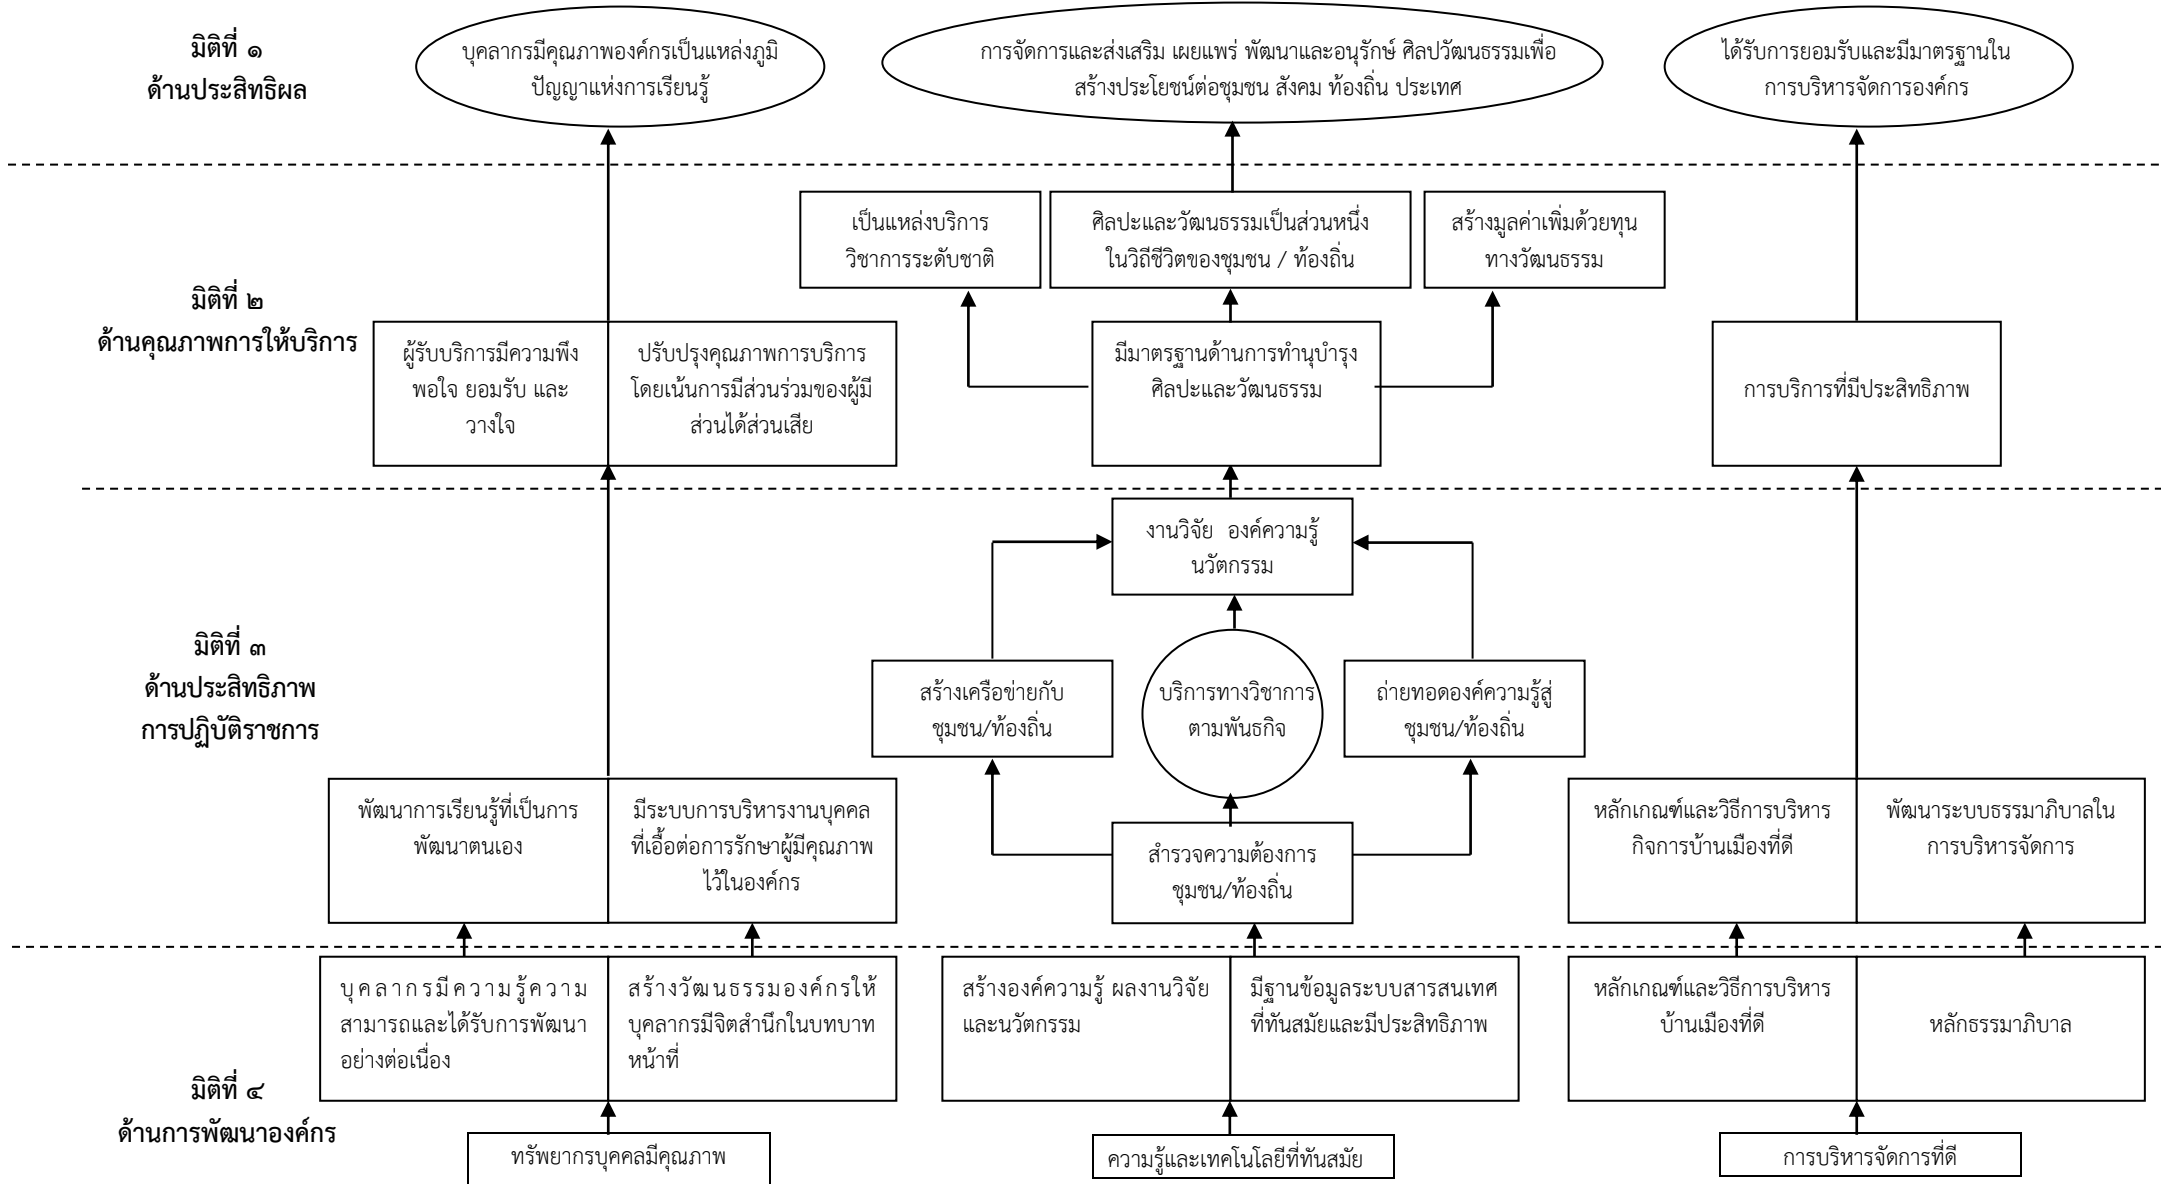 มิติที่ ๑
ด้านประสิทธิผล
บุคลากรมีคุณภาพองค์กรเป็นแหล่งภูมิ
ปัญญาแห่งการเรียนรู้
การจัดการและส่งเสริม เผยแพร่ พัฒนาและอนุรักษ์ ศิลปวัฒนธรรมเพื่อ
สร้างประโยชน์ต่อชุมชน สังคม ท้องถิ่น ประเทศ
ได้รับการยอมรับและมีมาตรฐานใน
การบริหารจัดการองค์กร
มิติที่ ๒
ด้านคุณภาพการให้บริการ
เป็นแหล่งบริการ
วิชาการระดับชาติ
ศิลปะและวัฒนธรรมเป็นส่วนหนึ่ง
ในวิถีชีวิตของชุมชน / ท้องถิ่น
สร้างมูลค่าเพิ่มด้วยทุน
ทางวัฒนธรรม
ผู้รับบริการมีความพึง
พอใจ ยอมรับ และ
วางใจ
ปรับปรุงคุณภาพการบริการ
โดยเน้นการมีส่วนร่วมของผู้มี
ส่วนได้ส่วนเสีย
มีมาตรฐานด้านการทำนุบำรุง
ศิลปะและวัฒนธรรม
การบริการที่มีประสิทธิภาพ
มิติที่ ๓
ด้านประสิทธิภาพ
การปฏิบัติราชการ
งานวิจัย องค์ความรู้
นวัตกรรม
สร้างเครือข่ายกับ
ชุมชน/ท้องถิ่น
บริการทางวิชาการ
ตามพันธกิจ
ถ่ายทอดองค์ความรู้สู่
ชุมชน/ท้องถิ่น
พัฒนาการเรียนรู้ที่เป็นการ
พัฒนาตนเอง
มีระบบการบริหารงานบุคคล
ที่เอื้อต่อการรักษาผู้มีคุณภาพ
ไว้ในองค์กร
สำรวจความต้องการ
ชุมชน/ท้องถิ่น
หลักเกณฑ์และวิธีการบริหาร
กิจการบ้านเมืองที่ดี
พัฒนาระบบธรรมาภิบาลใน
การบริหารจัดการ
มิติที่ ๔
ด้านการพัฒนาองค์กร
บุคลากรมีความรู้ความ
สามารถและได้รับการพัฒนา
อย่างต่อเนื่อง
สร้างวัฒนธรรมองค์กรให้
บุคลากรมีจิตสำนึกในบทบาท
หน้าที่
สร้างองค์ความรู้ ผลงานวิจัย
และนวัตกรรม
มีฐานข้อมูลระบบสารสนเทศ
ที่ทันสมัยและมีประสิทธิภาพ
หลักเกณฑ์และวิธีการบริหาร
บ้านเมืองที่ดี
หลักธรรมาภิบาล
ทรัพยากรบุคคลมีคุณภาพ
ความรู้และเทคโนโลยีที่ทันสมัย
การบริหารจัดการที่ดี